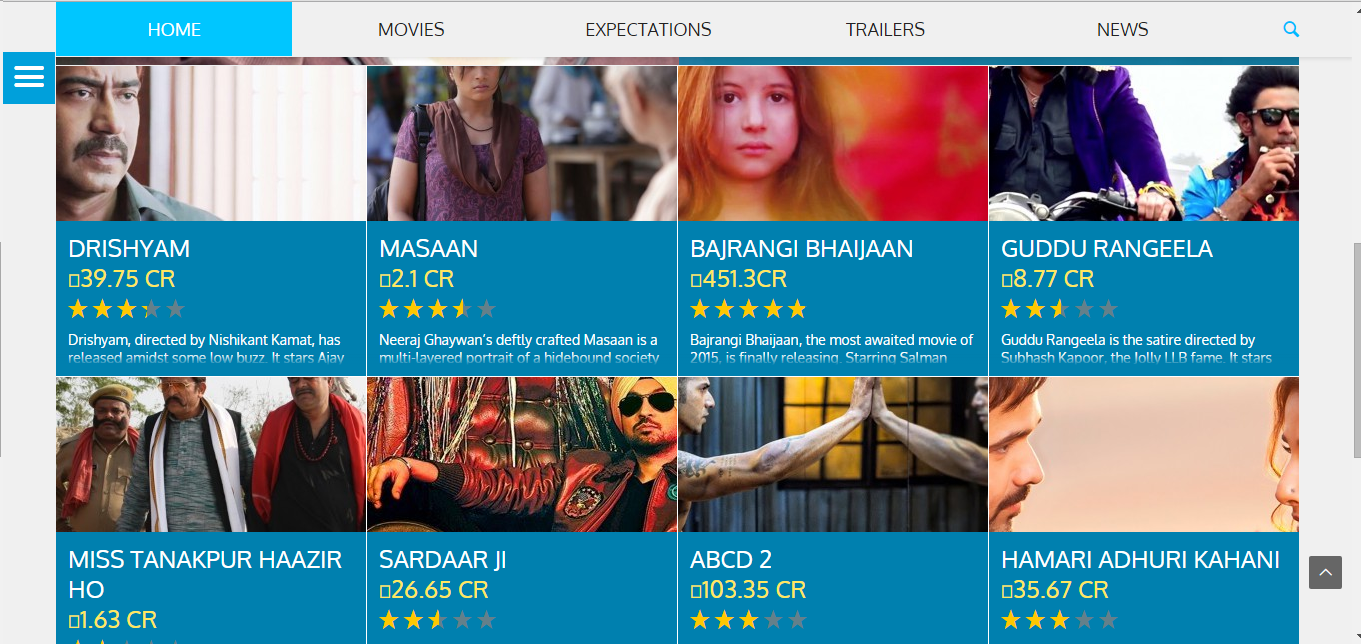 HOME MOVIES EXPECTATIONS TRAILERS NEWS
DRISHYAM
▯39.75 CR
Drishyam, directed by Nishikant Kamat, has
released amidst some low buzz. It stars Ajay
MASAAN
▯2.1 CR
Neeraj Ghaywan's deftly crafted Masaan is a
multi-layered portrait of a hidebound society
BAJRANGI BHAIJAAN
▯451.3CR
Bajrangi Bhaijaan, the most awaited movie of
2015, is finally releasing. Starring Salman
GUDDU RANGEELA
▯8.77 CR
Guddu Rangeela is the satire directed by
Subhash Kapoor, the Jolly LLB fame. It stars
MISS TANAKPUR HAAZIR
HO
▯1.63 CR
SARDAAR JI
▯26.65 CR
ABCD 2
▯103.35 CR
HAMARI ADHURI KAHANI
▯35.67 CR